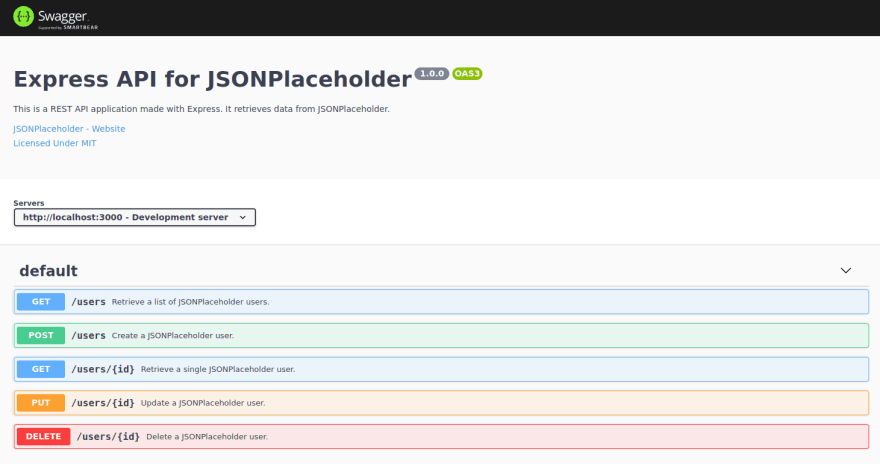 {···} Swagger.
Supported by SMARTBEAR
Express API for JSONPlaceholder 1.0.0 OAS3
This is a REST API application made with Express. It retrieves data from JSONPlaceholder.
JSONPlaceholder - Website
Licensed Under MIT
Servers
http://localhost:3000 - Development server
default
GET /users Retrieve a list of JSONPlaceholder users.
POST /users Create a JSONPlaceholder user.
GET /users/{id} Retrieve a single JSONPlaceholder user.
PUT /users/{id} Update a JSONPlaceholder user.
DELETE /users/{id} Delete a JSONPlaceholder user.